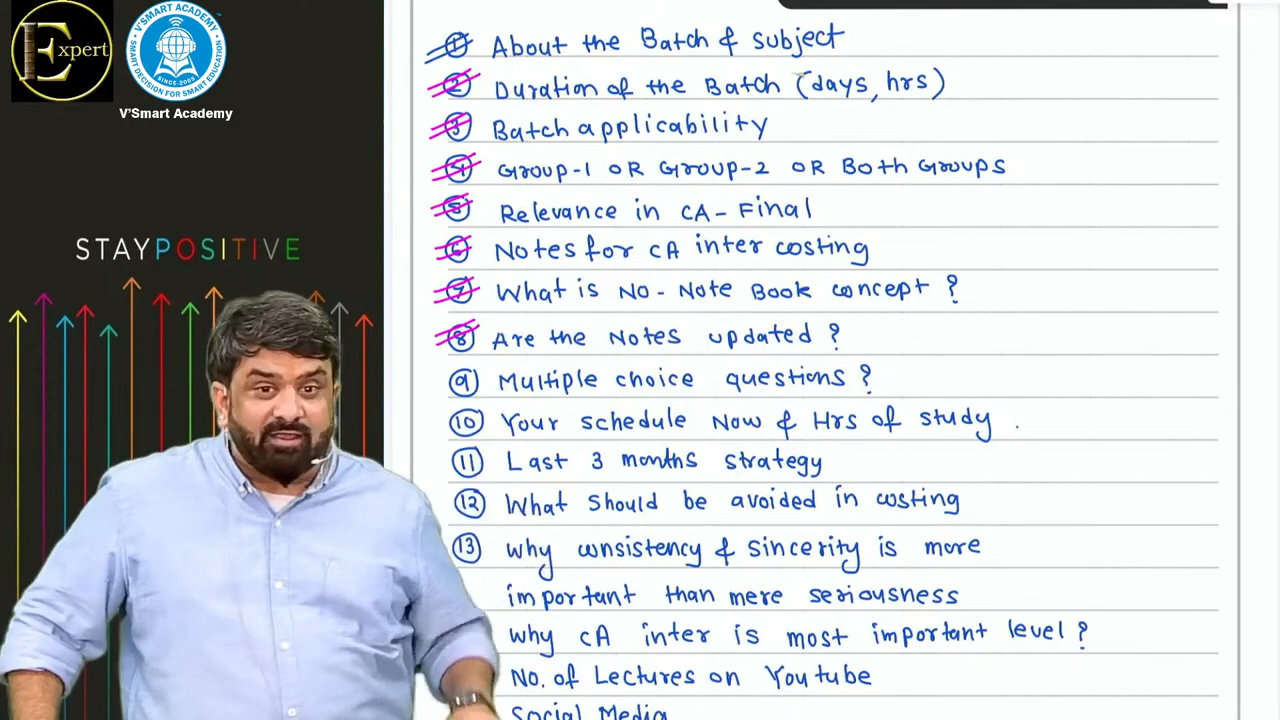 Expert
V'SMART ACADEMY
SMART DECISION FOR SMART EDUCATION
SINCE-2005
V'Smart Academy
STAYPOSITIVE
1 About the Batch & subject
2 Duration of the Batch (days, hrs)
3 Batch applicability
4 Group-1 OR Group-2 OR Both Groups
5 Relevance in CA-Final
6 Notes for CA inter costing
7 What is No-Note Book concept ?
8 Are the Notes updated ?
9 Multiple choice questions ?
10 Your schedule Now & Hrs of study .
11 Last 3 months strategy
12 What should be avoided in costing
13 why consistency & sincerity is more
important than mere seriousness
why CA inter is most important level ?
No. of Lectures on Youtube
Social Media